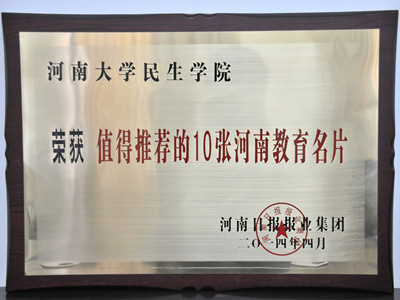 河南大学民生学院
荣获 值得推荐的10张河南教育名片
河南日报报业集团
二〇一四年四月